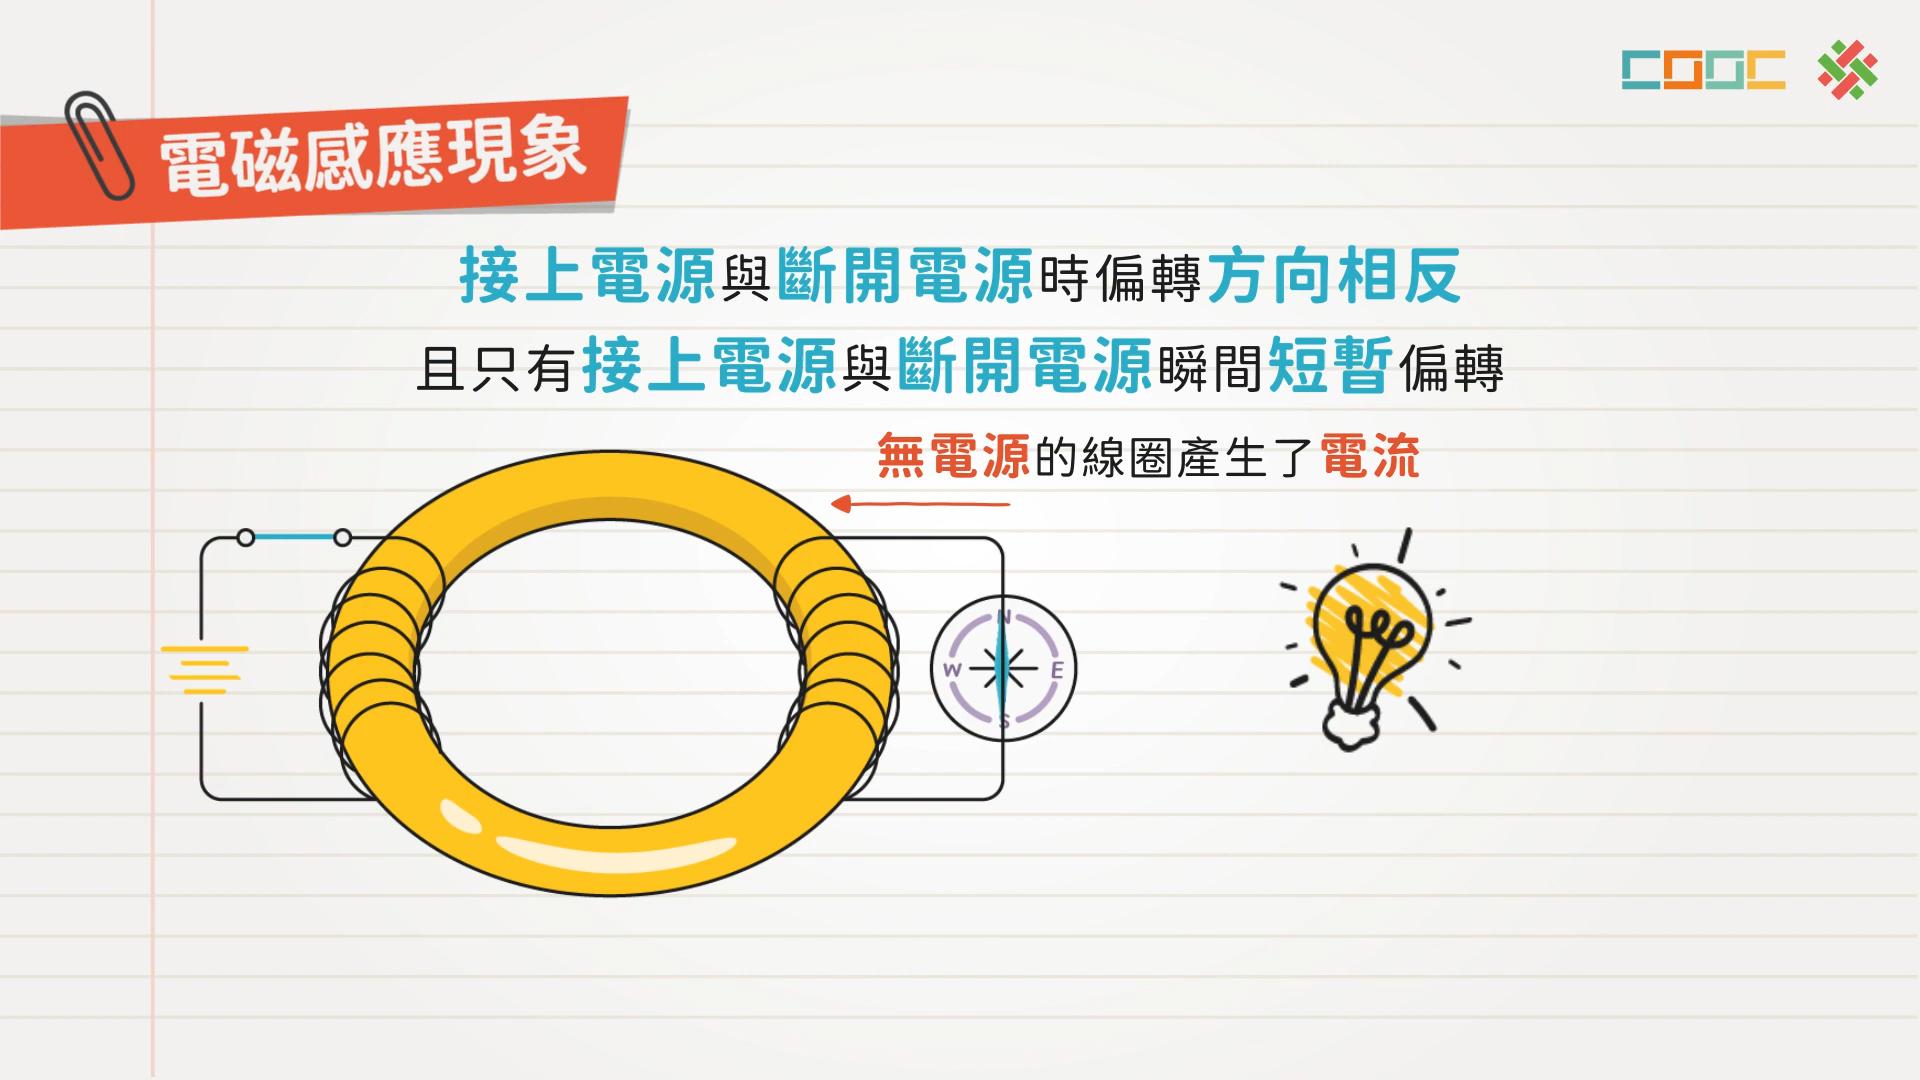 COOC
電磁感應現象
接上電源與斷開電源時偏轉方向相反
且只有接上電源與斷開電源瞬間短暫偏轉
無電源的線圈產生了電流
N
W E
S